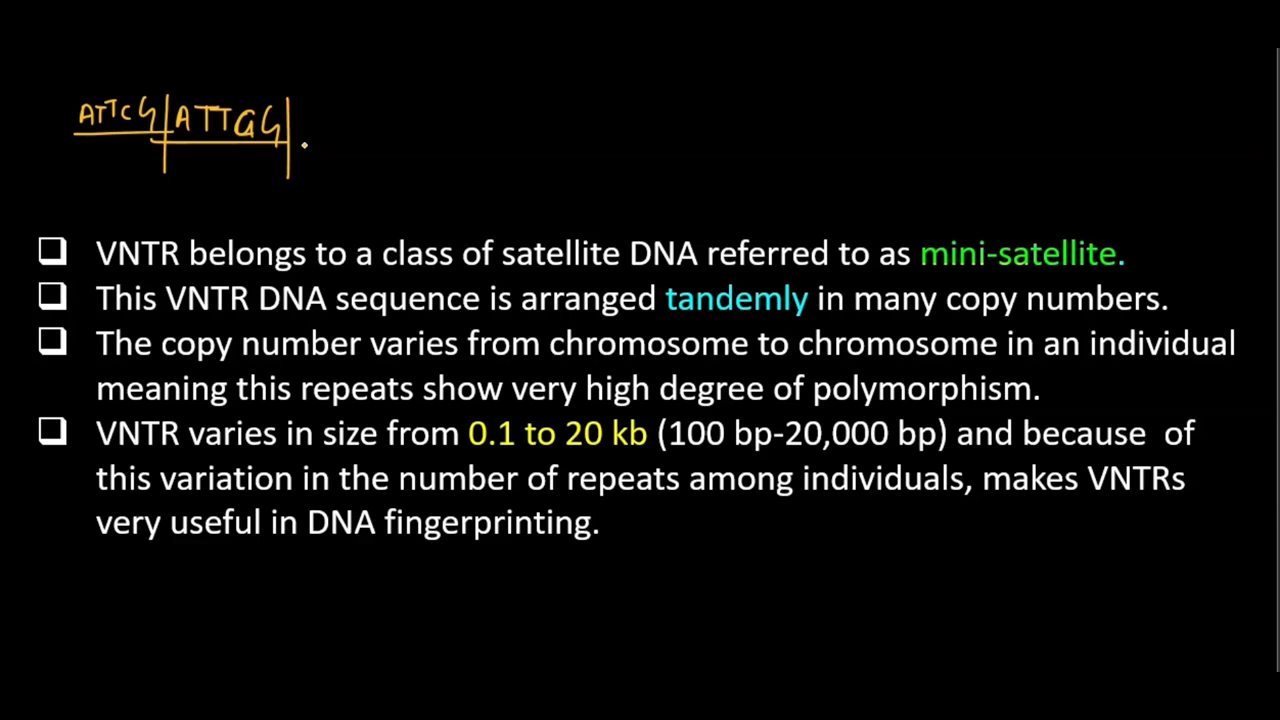 ATTCG|ATTGG|
VNTR belongs to a class of satellite DNA referred to as mini-satellite.
This VNTR DNA sequence is arranged tandemly in many copy numbers.
The copy number varies from chromosome to chromosome in an individual
meaning this repeats show very high degree of polymorphism.
VNTR varies in size from 0.1 to 20 kb (100 bp-20,000 bp) and because of
this variation in the number of repeats among individuals, makes VNTRs
very useful in DNA fingerprinting.